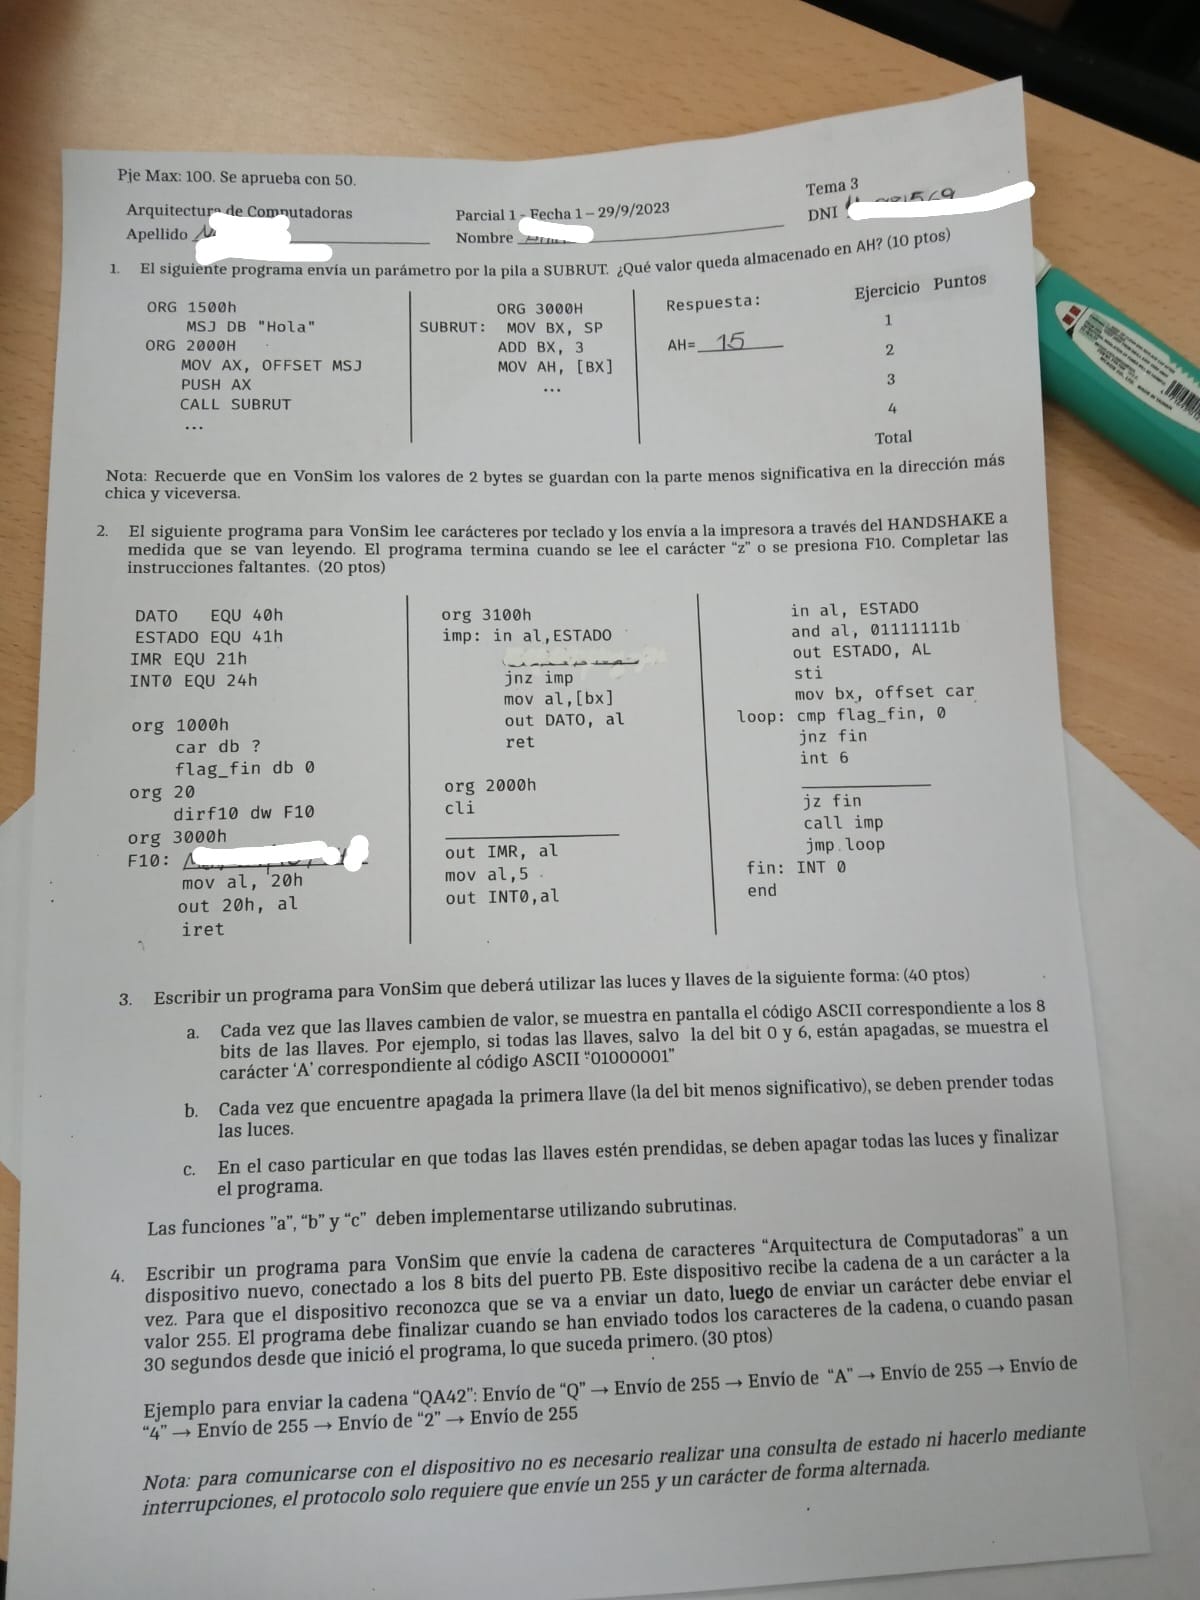 Pje Max: 100. Se aprueba con 50.
Tema 3
Arquitectura de Computadoras
Parcial 1 - Fecha 1 – 29/9/2023
DNI
Apellido
Nombre
1. El siguiente programa envía un parámetro por la pila a SUBRUT. ¿Qué valor queda almacenado en AH? (10 ptos)
ORG 1500h
MSJ DB "Hola"
ORG 2000H
MOV AX, OFFSET MSJ
PUSH AX
CALL SUBRUT
...
ORG 3000H
SUBRUT: MOV BX, SP
ADD BX, 3
MOV AH, [BX]
...
Respuesta:
AH= 15
Ejercicio Puntos
1
2
3
4
Total
Nota: Recuerde que en VonSim los valores de 2 bytes se guardan con la parte menos significativa en la dirección más
chica y viceversa.
2. El siguiente programa para VonSim lee carácteres por teclado y los envía a la impresora a través del HANDSHAKE a
medida que se van leyendo. El programa termina cuando se lee el carácter “z” o se presiona F10. Completar las
instrucciones faltantes. (20 ptos)
DATO EQU 40h
ESTADO EQU 41h
IMR EQU 21h
INT0 EQU 24h
org 1000h
car db ?
flag_fin db 0
org 20
dirf10 dw F10
org 3000h
F10:
mov al, 20h
out 20h, al
iret
org 3100h
imp: in al,ESTADO
jnz imp
mov al,[bx]
out DATO, al
ret
org 2000h
cli
out IMR, al
mov al,5
out INT0,al
in al, ESTADO
and al, 01111111b
out ESTADO, AL
sti
mov bx, offset car
loop: cmp flag_fin, 0
jnz fin
int 6
jz fin
call imp
jmp loop
fin: INT 0
end
3. Escribir un programa para VonSim que deberá utilizar las luces y llaves de la siguiente forma: (40 ptos)
a. Cada vez que las llaves cambien de valor, se muestra en pantalla el código ASCII correspondiente a los 8
bits de las llaves. Por ejemplo, si todas las llaves, salvo la del bit 0 y 6, están apagadas, se muestra el
carácter ‘A’ correspondiente al código ASCII “01000001”
b. Cada vez que encuentre apagada la primera llave (la del bit menos significativo), se deben prender todas
las luces.
c. En el caso particular en que todas las llaves estén prendidas, se deben apagar todas las luces y finalizar
el programa.
Las funciones ”a”, “b” y “c” deben implementarse utilizando subrutinas.
4. Escribir un programa para VonSim que envíe la cadena de caracteres “Arquitectura de Computadoras” a un
dispositivo nuevo, conectado a los 8 bits del puerto PB. Este dispositivo recibe la cadena de a un carácter a la
vez. Para que el dispositivo reconozca que se va a enviar un dato, luego de enviar un carácter debe enviar el
valor 255. El programa debe finalizar cuando se han enviado todos los caracteres de la cadena, o cuando pasan
30 segundos desde que inició el programa, lo que suceda primero. (30 ptos)
Ejemplo para enviar la cadena “QA42”: Envío de “Q” → Envío de 255 → Envío de “A” → Envío de 255 → Envío de
“4” → Envío de 255 → Envío de “2” → Envío de 255
Nota: para comunicarse con el dispositivo no es necesario realizar una consulta de estado ni hacerlo mediante
interrupciones, el protocolo solo requiere que envíe un 255 y un carácter de forma alternada.